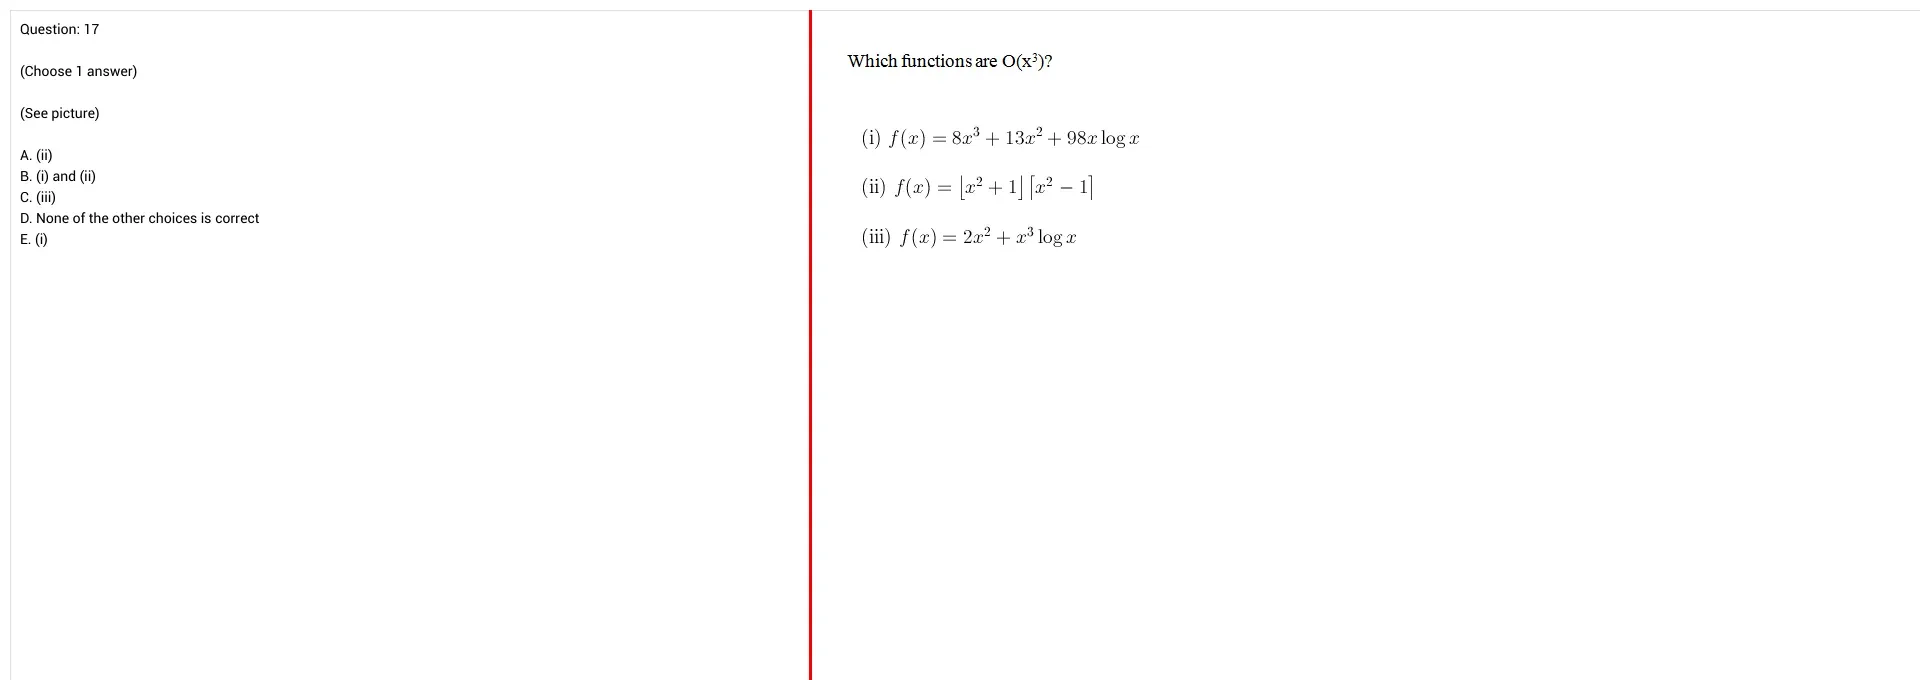 Question: 17
(Choose 1 answer)
(See picture)
A. (ii)
B. (i) and (ii)
C. (iii)
D. None of the other choices is correct
E. (i)
Which functions are O(x³)?
(i) f(x) = 8x³ + 13x² + 98x log x
(ii) f(x) = ⌊x² + 1⌋⌈x² − 1⌉
(iii) f(x) = 2x² + x³ log x